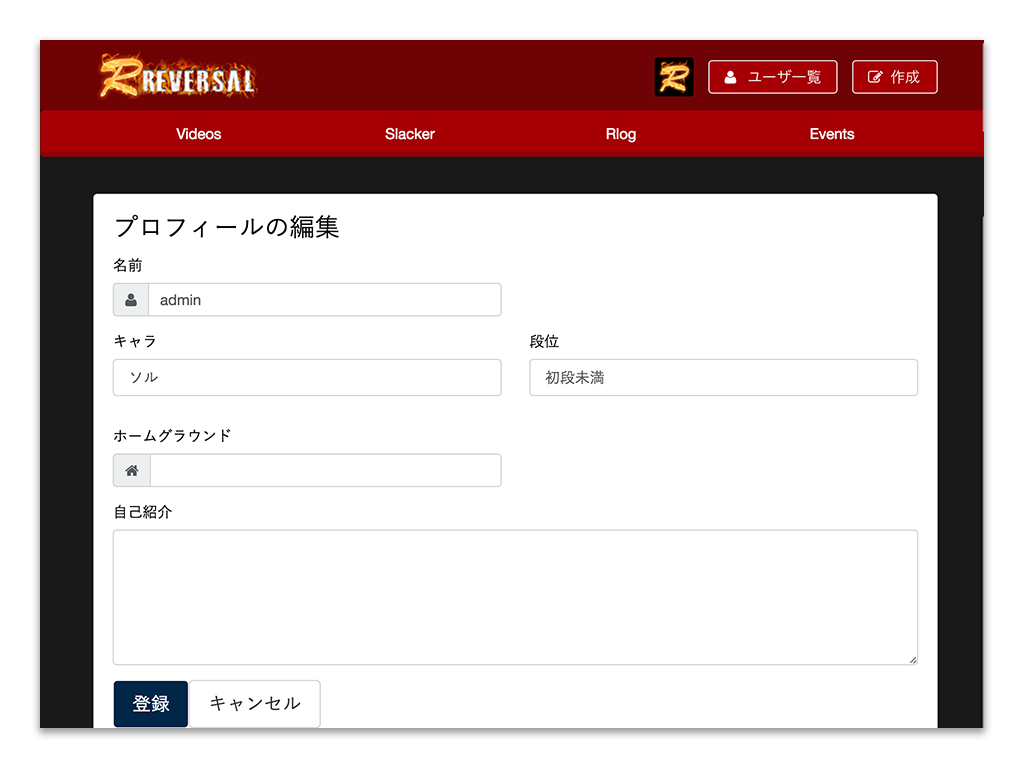 RREVERSAL
R
ユーザ一覧
作成
Videos
Slacker
Rlog
Events
プロフィールの編集
名前
admin
キャラ
段位
ソル
初段未満
ホームグラウンド
自己紹介
登録
キャンセル